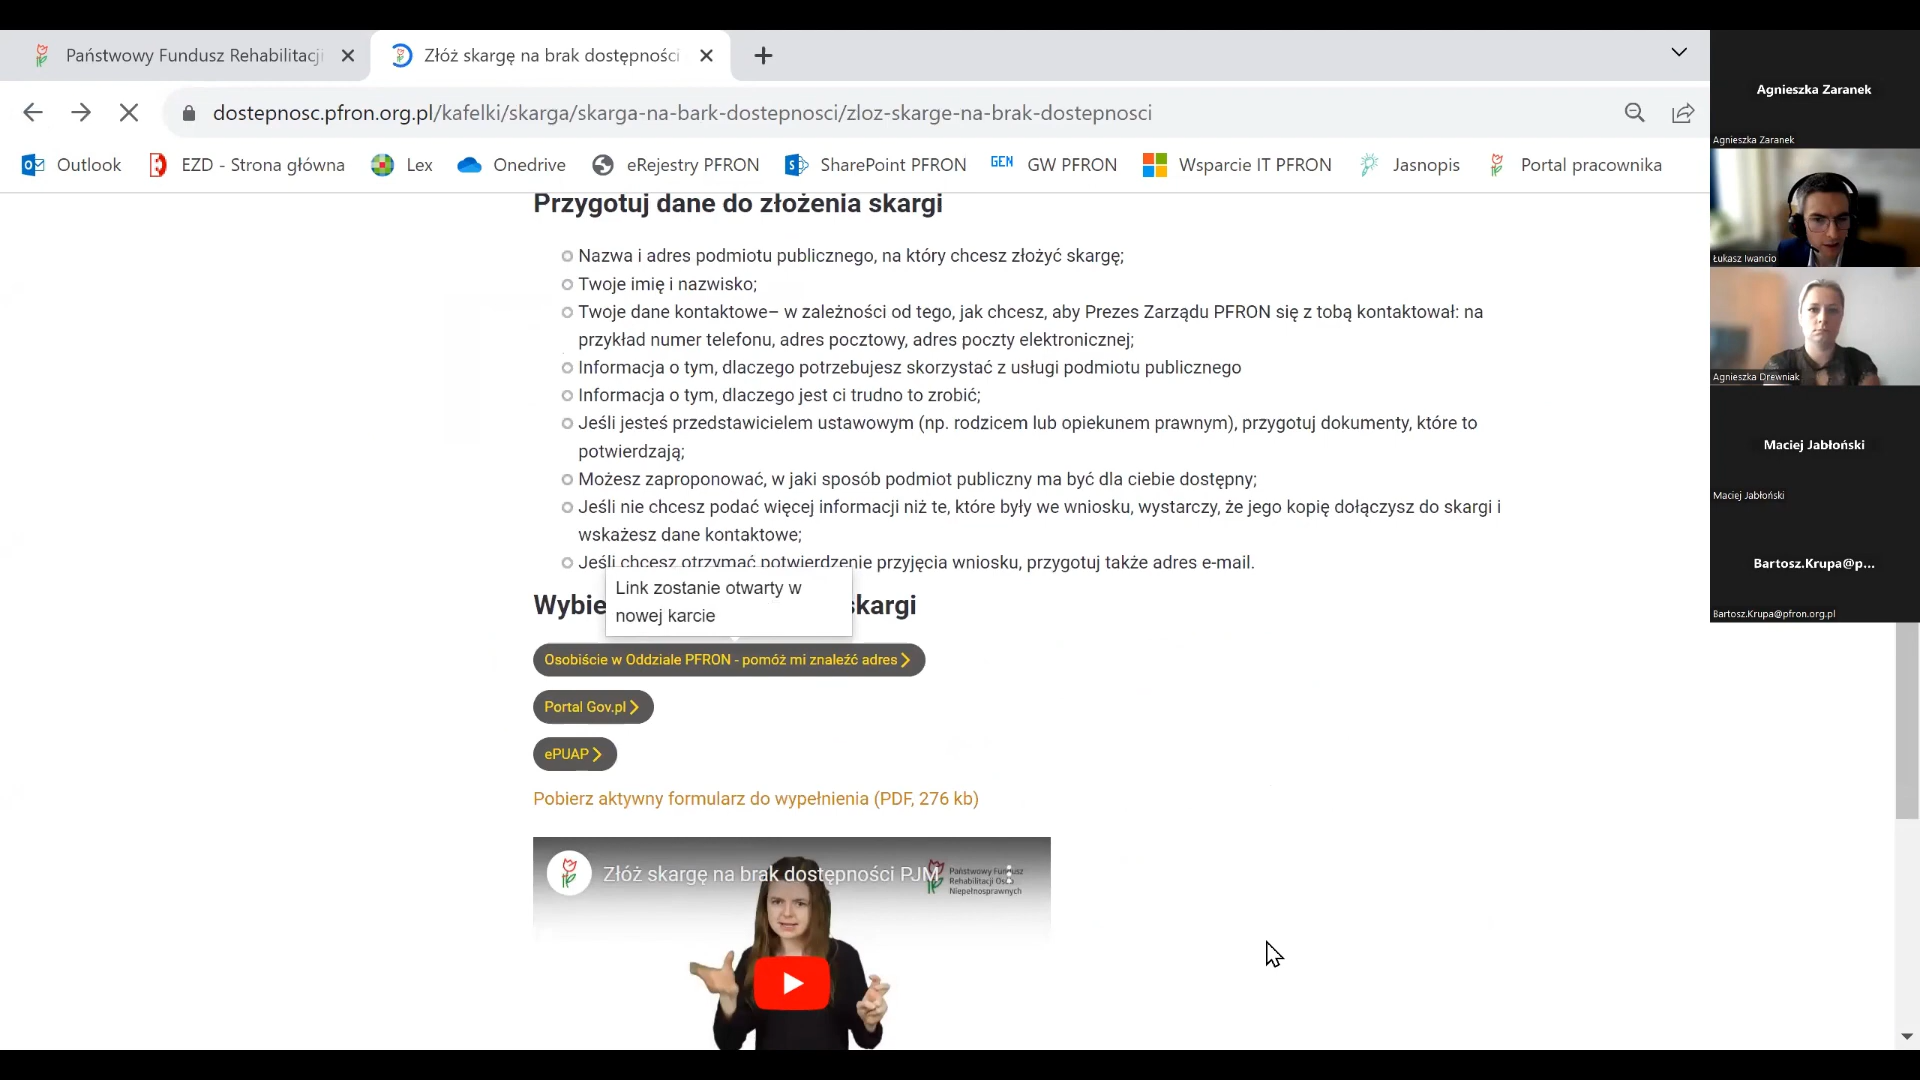 Państwowy Fundusz Rehabilitacji
Złóż skargę na brak dostępności
dostepnosc.pfron.org.pl/kafelki/skarga/skarga-na-bark-dostepnosci/zloz-skarge-na-brak-dostepnosci
Outlook
EZD - Strona główna
Lex
Onedrive
eRejestry PFRON
SharePoint PFRON
GEN GW PFRON
Wsparcie IT PFRON
Jasnopis
Portal pracownika
Przygotuj dane do złożenia skargi
Nazwa i adres podmiotu publicznego, na który chcesz złożyć skargę;
Twoje imię i nazwisko;
Twoje dane kontaktowe– w zależności od tego, jak chcesz, aby Prezes Zarządu PFRON się z tobą kontaktował: na
przykład numer telefonu, adres pocztowy, adres poczty elektronicznej;
Informacja o tym, dlaczego potrzebujesz skorzystać z usługi podmiotu publicznego
Informacja o tym, dlaczego jest ci trudno to zrobić;
Jeśli jesteś przedstawicielem ustawowym (np. rodzicem lub opiekunem prawnym), przygotuj dokumenty, które to
potwierdzają;
Możesz zaproponować, w jaki sposób podmiot publiczny ma być dla ciebie dostępny;
Jeśli nie chcesz podać więcej informacji niż te, które były we wniosku, wystarczy, że jego kopię dołączysz do skargi i
wskażesz dane kontaktowe;
Jeśli chcesz otrzymać potwierdzenie przyjęcia wniosku, przygotuj także adres e-mail.
Link zostanie otwarty w
nowej karcie
Wybie skargi
Osobiście w Oddziale PFRON - pomóż mi znaleźć adres
Portal Gov.pl
ePUAP
Pobierz aktywny formularz do wypełnienia (PDF, 276 kb)
Złóż skargę na brak dostępności PJM
Państwowy Fundusz
Rehabilitacji Osób
Niepełnosprawnych
Agnieszka Zaranek
Agnieszka Zaranek
Łukasz Iwancio
Agnieszka Drewniak
Maciej Jabłoński
Maciej Jabłoński
Bartosz.Krupa@p...
Bartosz.Krupa@pfron.org.pl